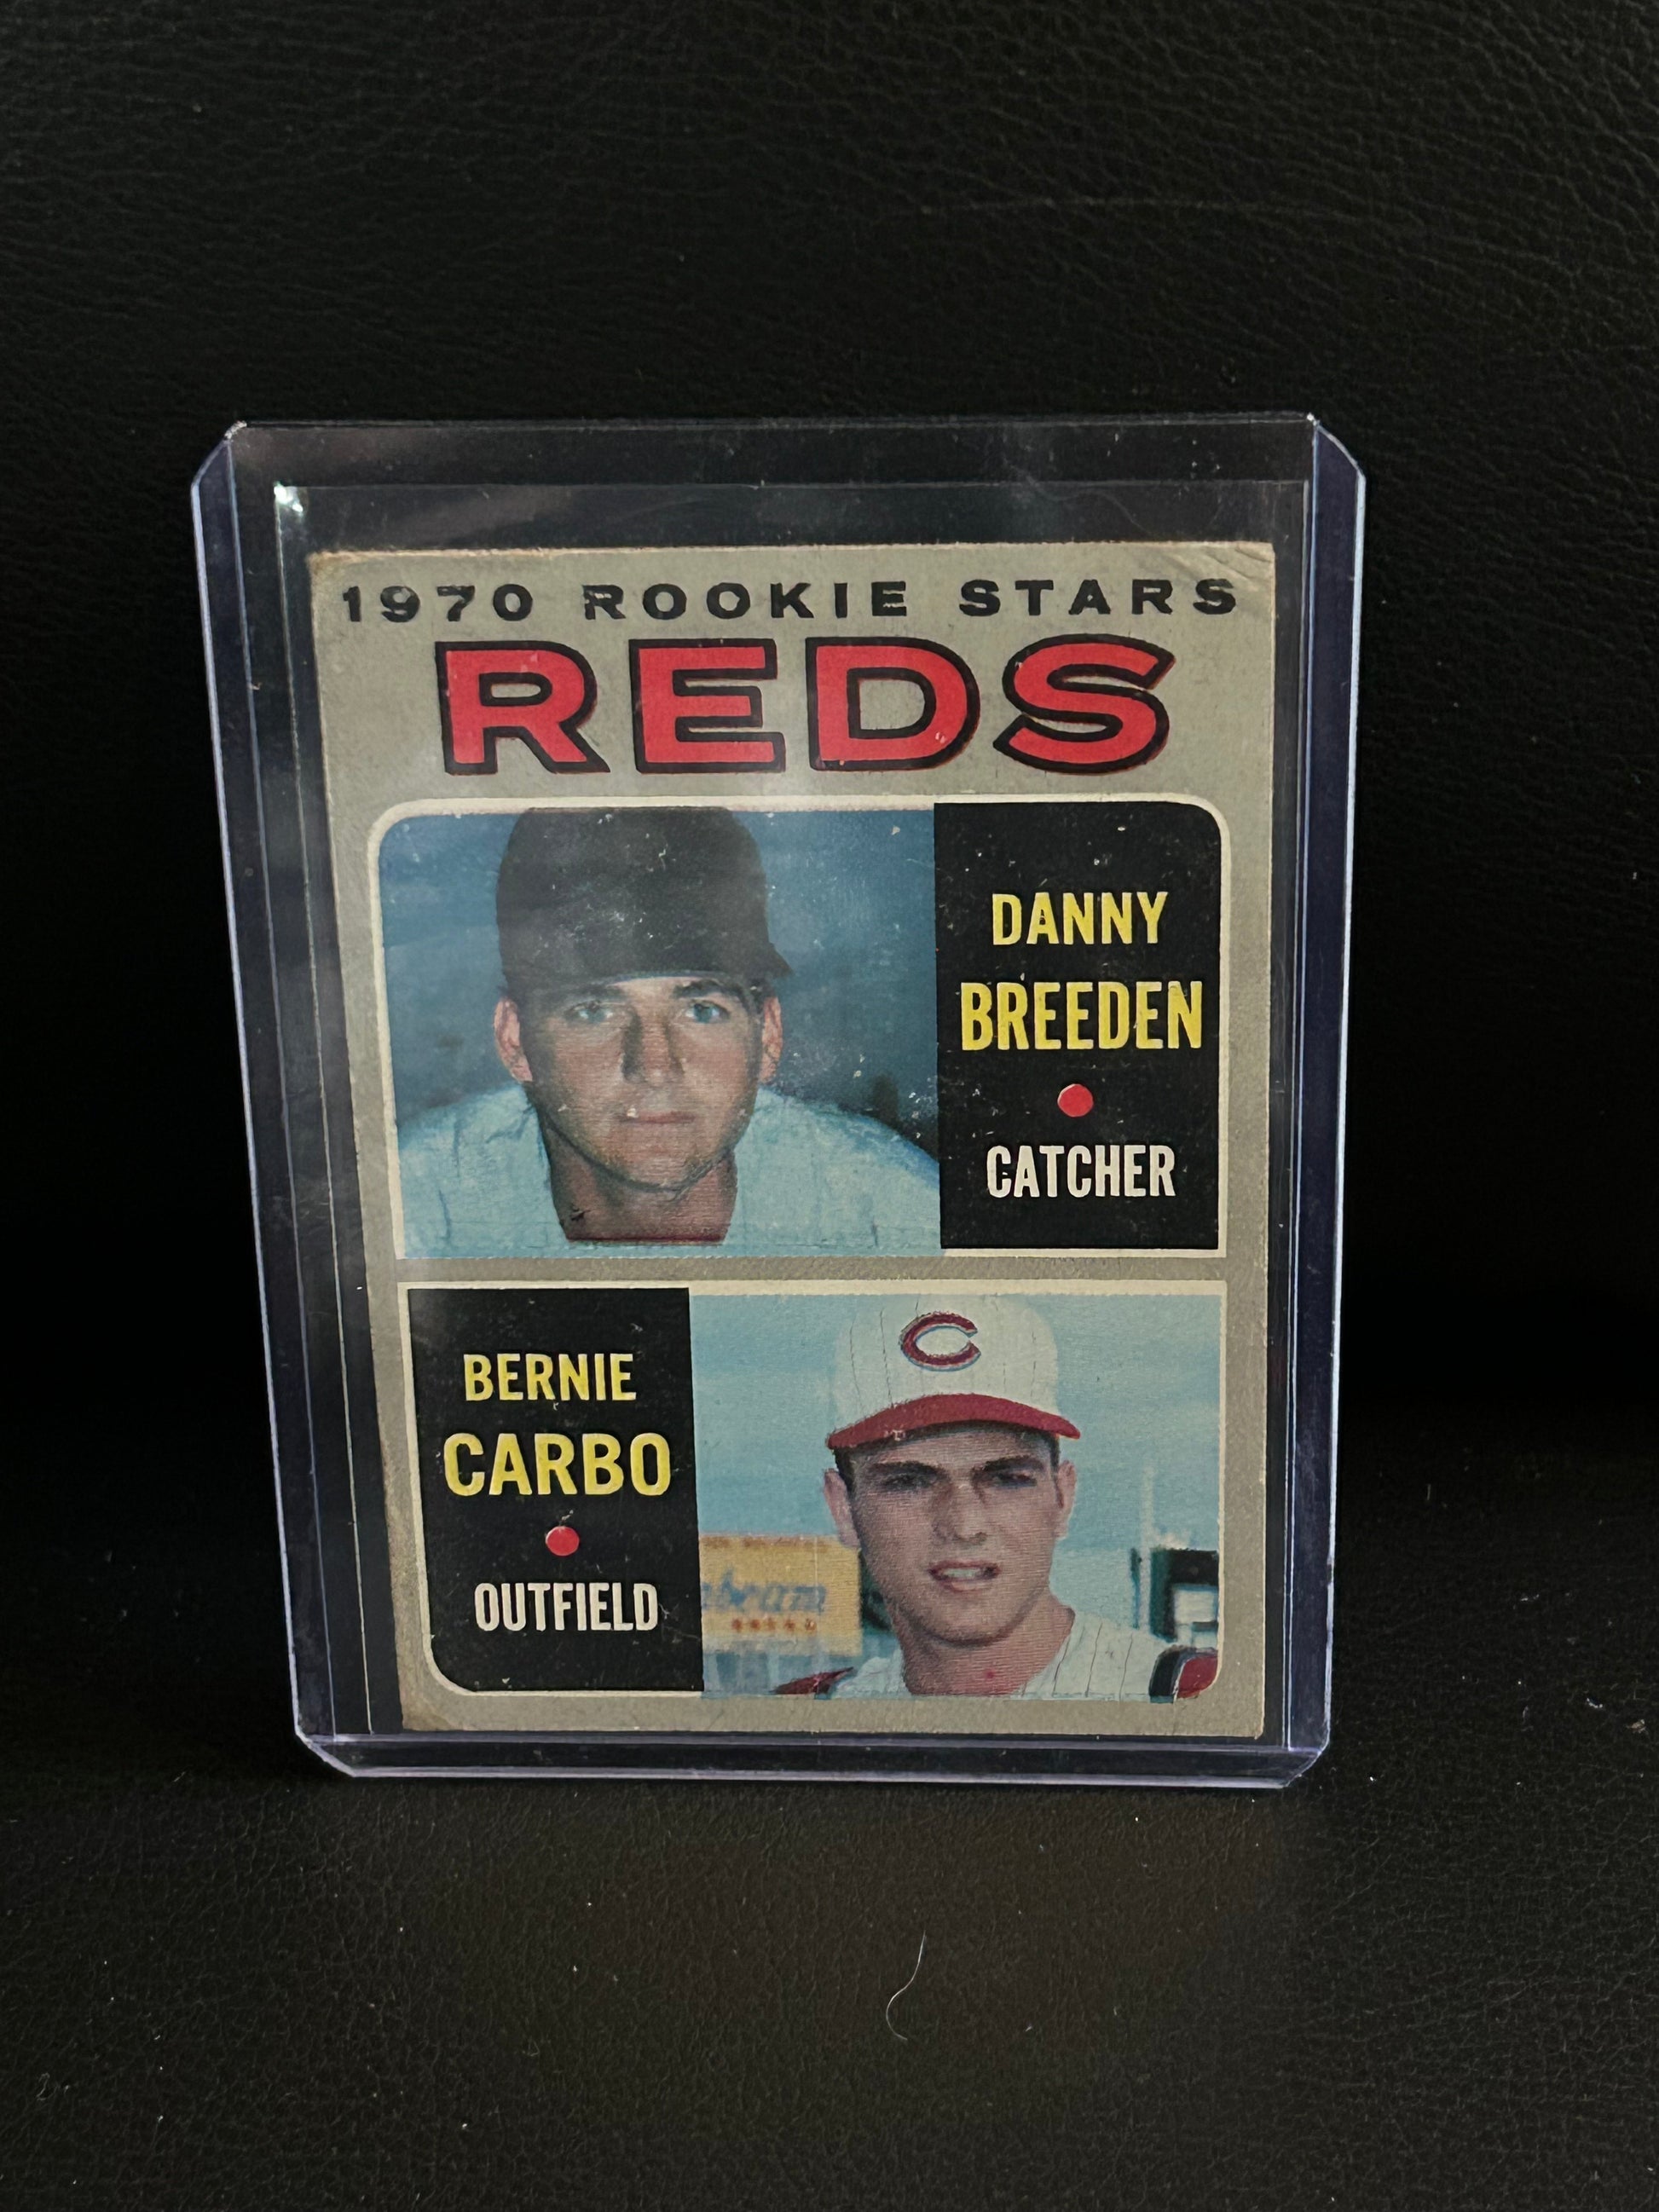 1970 ROOKIE STARS
REDS
DANNY
BREEDEN
CATCHER
BERNIE
CARBO
OUTFIELD
C